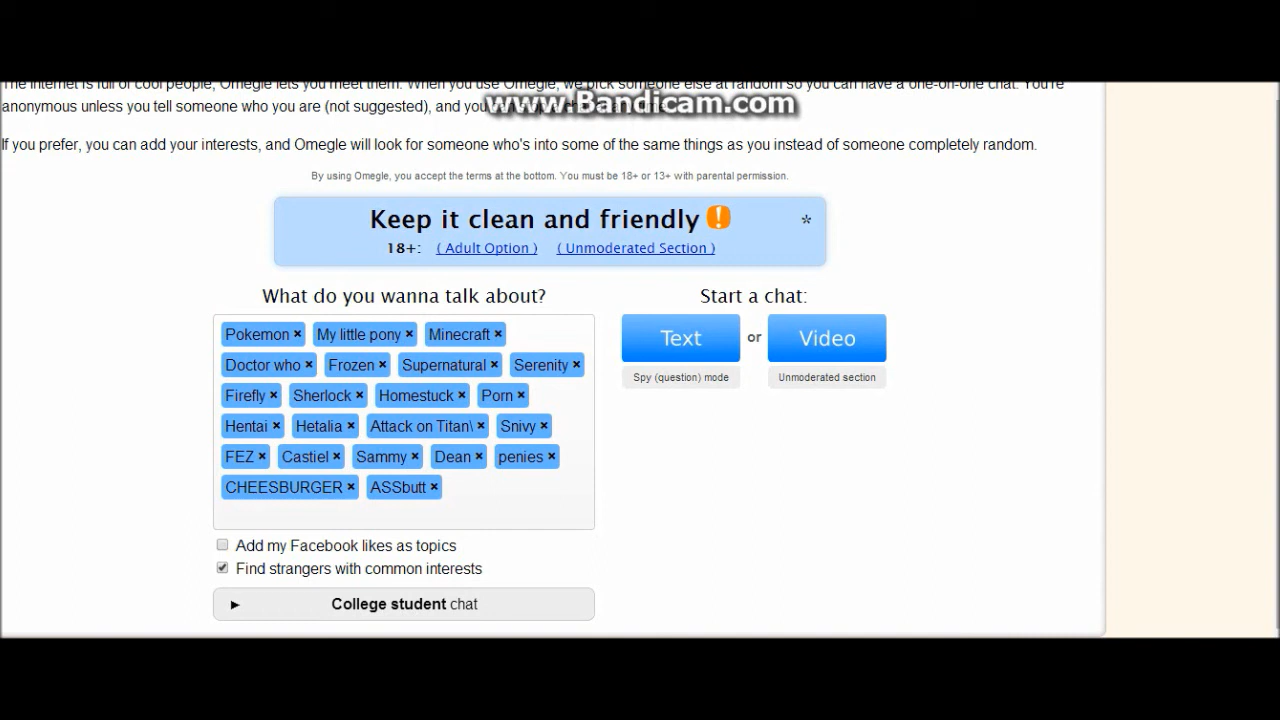 The internet is full of cool people; Omegle lets you meet them. When you use Omegle, we pick someone else at random so you can have a one-on-one chat. You're
www.Bandicam.com
anonymous unless you tell someone who you are (not suggested), and you
If you prefer, you can add your interests, and Omegle will look for someone who's into some of the same things as you instead of someone completely random.
By using Omegle, you accept the terms at the bottom. You must be 18+ or 13+ with parental permission.
Keep it clean and friendly ! *
18+: ( Adult Option ) ( Unmoderated Section )
What do you wanna talk about?
Pokemon × My little pony × Minecraft ×
Doctor who × Frozen × Supernatural × Serenity ×
Firefly × Sherlock × Homestuck × Porn ×
Hentai × Hetalia × Attack on Titan\ × Snivy ×
FEZ × Castiel × Sammy × Dean × penies ×
CHEESBURGER × ASSbutt ×
Add my Facebook likes as topics
Find strangers with common interests
College student chat
Start a chat:
Text or Video
Spy (question) mode Unmoderated section